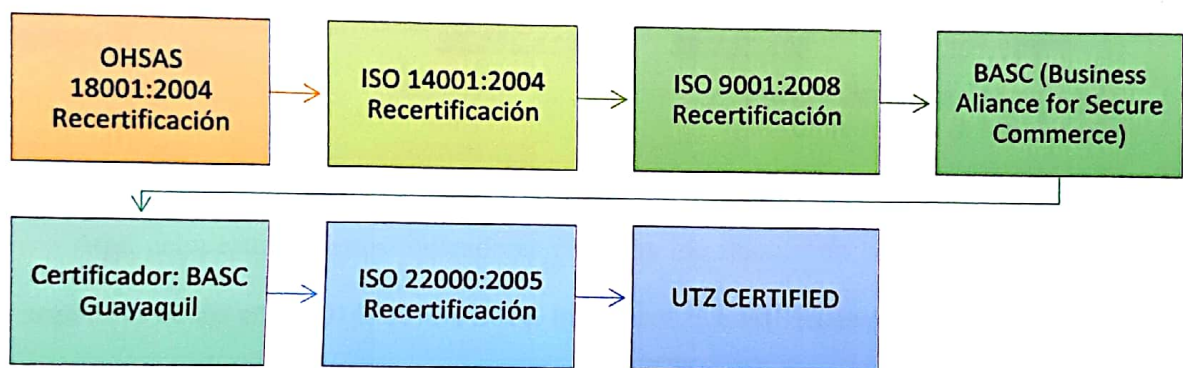 OHSAS
18001:2004
Recertificación
ISO 14001:2004
Recertificación
ISO 9001:2008
Recertificación
BASC (Business
Aliance for Secure
Commerce)
Certificador: BASC
Guayaquil
ISO 22000:2005
Recertificación
UTZ CERTIFIED